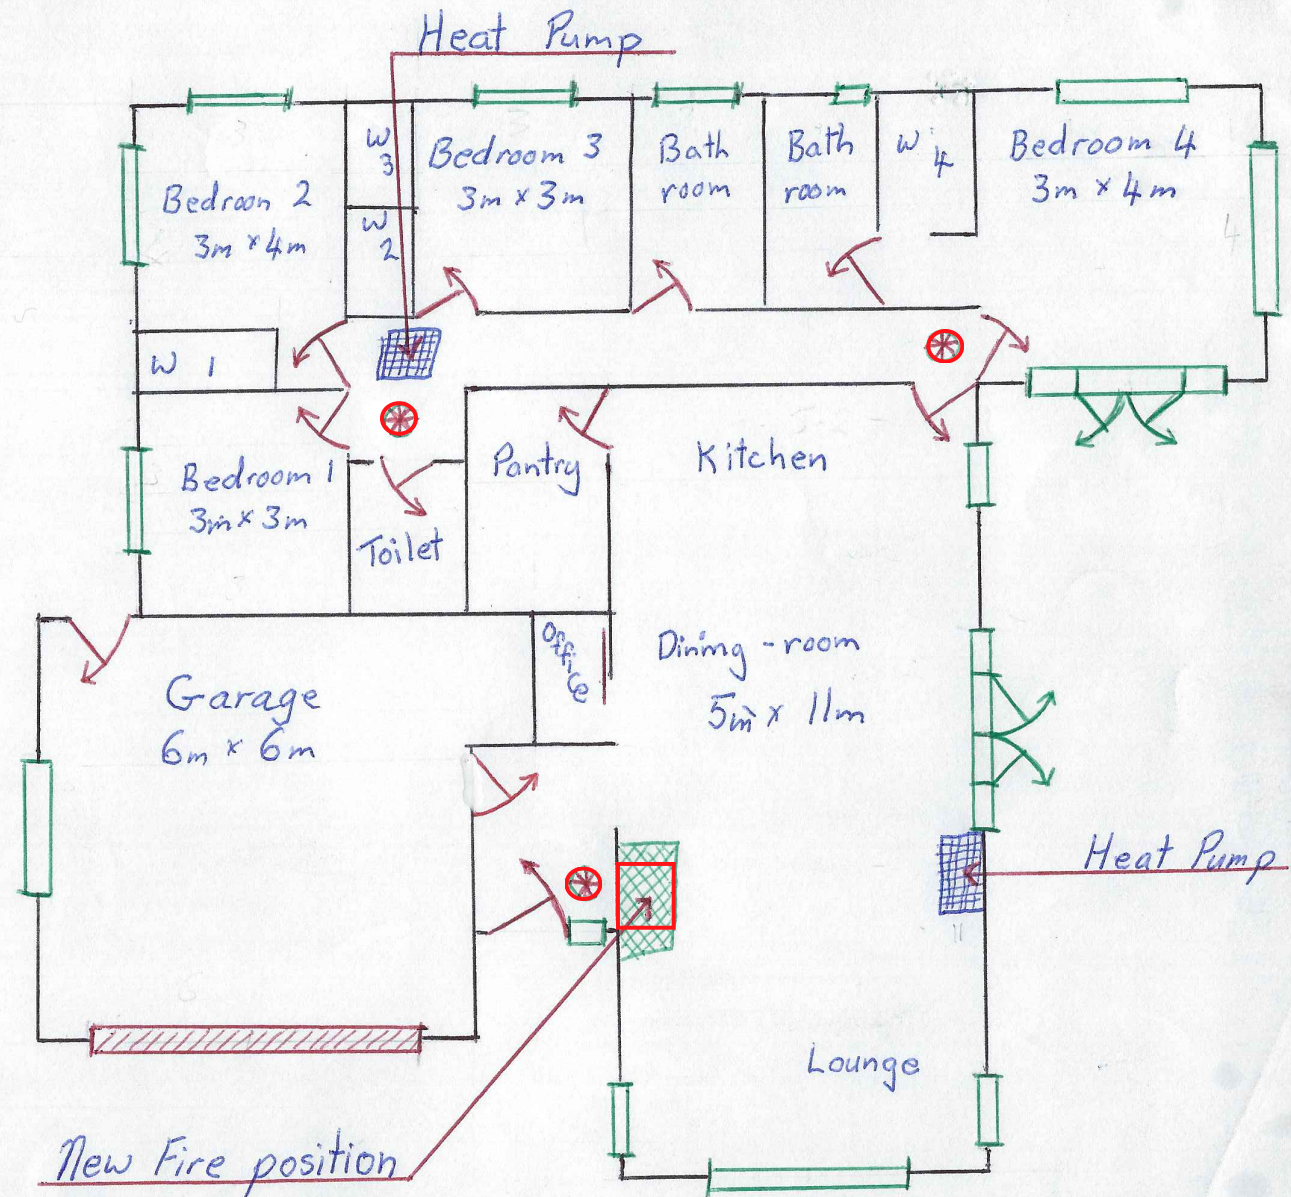 Heat Pump
W 3
Bedroom 3
3m x 3m
Bath
room
Bath
room
W 4
Bedroom 4
3m x 4m
Bedroon 2
3m x 4m
W 2
W 1
Bedroom 1
3m x 3m
Toilet
Pantry
Kitchen
Office
Dining-room
5m x 11m
Garage
6m x 6m
Heat Pump
Lounge
New Fire position